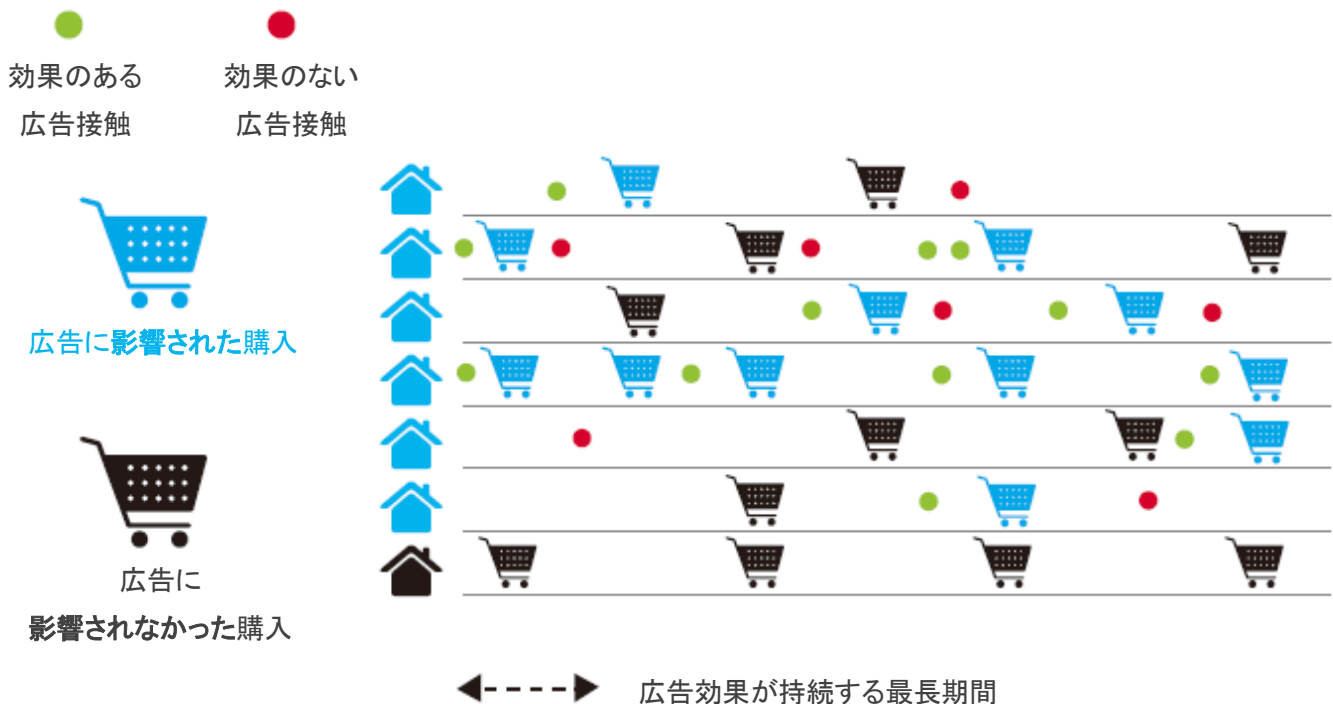 効果のある
広告接触
効果のない
広告接触
広告に影響された購入
広告に
影響されなかった購入
広告効果が持続する最長期間